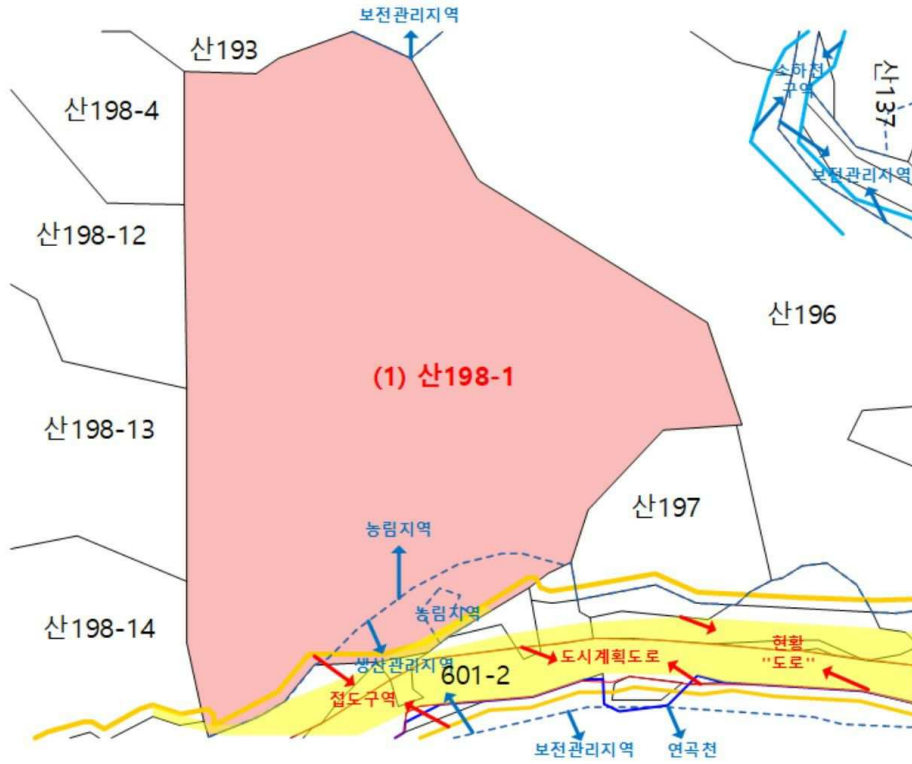 보전관리지역
산193
소하천
구역
산137
산198-4
보전관리지역
산198-12
산196
(1) 산198-1
산198-13
산197
농림지역
농림지역
산198-14
생산관리지역
601-2
도시계획도로
현황
"도로"
접도구역
보전관리지역
연곡천